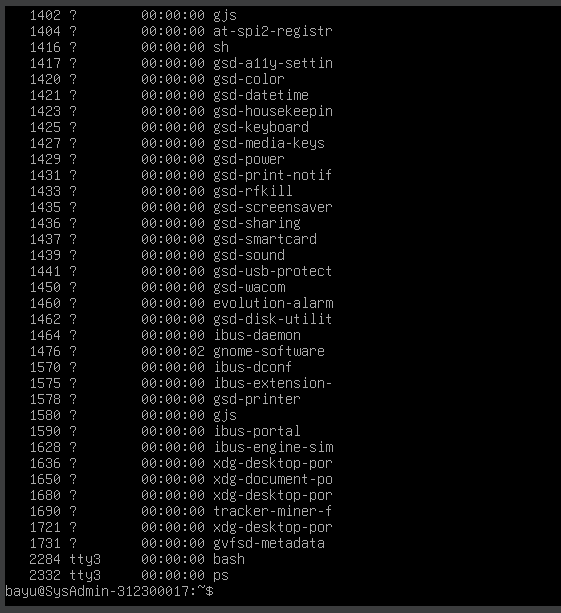 1402 ? 00:00:00 gjs
1404 ? 00:00:00 at-spi2-registr
1416 ? 00:00:00 sh
1417 ? 00:00:00 gsd-a11y-settin
1420 ? 00:00:00 gsd-color
1421 ? 00:00:00 gsd-datetime
1423 ? 00:00:00 gsd-housekeepin
1425 ? 00:00:00 gsd-keyboard
1427 ? 00:00:00 gsd-media-keys
1429 ? 00:00:00 gsd-power
1431 ? 00:00:00 gsd-print-notif
1433 ? 00:00:00 gsd-rfkill
1435 ? 00:00:00 gsd-screensaver
1436 ? 00:00:00 gsd-sharing
1437 ? 00:00:00 gsd-smartcard
1439 ? 00:00:00 gsd-sound
1441 ? 00:00:00 gsd-usb-protect
1450 ? 00:00:00 gsd-wacom
1460 ? 00:00:00 evolution-alarm
1462 ? 00:00:00 gsd-disk-utilit
1464 ? 00:00:00 ibus-daemon
1476 ? 00:00:02 gnome-software
1570 ? 00:00:00 ibus-dconf
1575 ? 00:00:00 ibus-extension-
1578 ? 00:00:00 gsd-printer
1580 ? 00:00:00 gjs
1590 ? 00:00:00 ibus-portal
1628 ? 00:00:00 ibus-engine-sim
1636 ? 00:00:00 xdg-desktop-por
1650 ? 00:00:00 xdg-document-po
1680 ? 00:00:00 xdg-desktop-por
1690 ? 00:00:00 tracker-miner-f
1721 ? 00:00:00 xdg-desktop-por
1731 ? 00:00:00 gvfsd-metadata
2284 tty3 00:00:00 bash
2332 tty3 00:00:00 ps
bayu@SysAdmin-312300017:~$